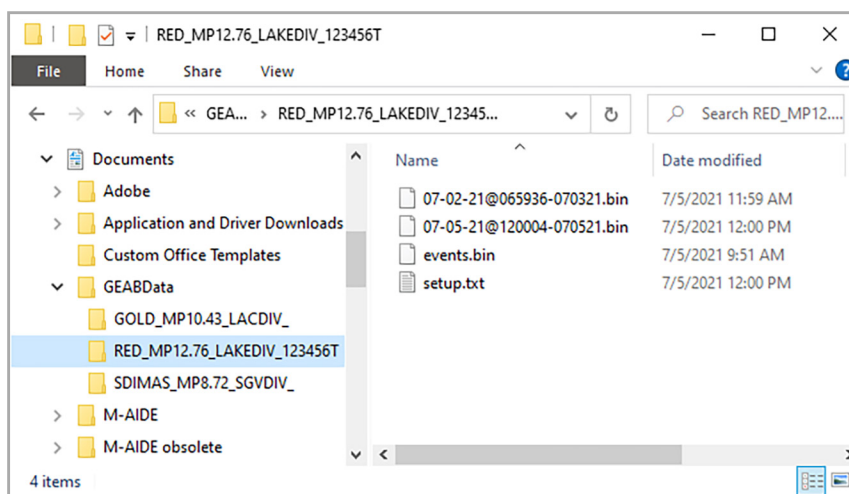 RED_MP12.76_LAKEDIV_123456T
File Home Share View
« GEA... > RED_MP12.76_LAKEDIV_12345...
Search RED_MP12....
Documents
Adobe
Application and Driver Downloads
Custom Office Templates
GEABData
GOLD_MP10.43_LACDIV_
RED_MP12.76_LAKEDIV_123456T
SDIMAS_MP8.72_SGVDIV_
M-AIDE
M-AIDE obsolete
Name Date modified
07-02-21@065936-070321.bin 7/5/2021 11:59 AM
07-05-21@120004-070521.bin 7/5/2021 12:00 PM
events.bin 7/5/2021 9:51 AM
setup.txt 7/5/2021 12:00 PM
4 items